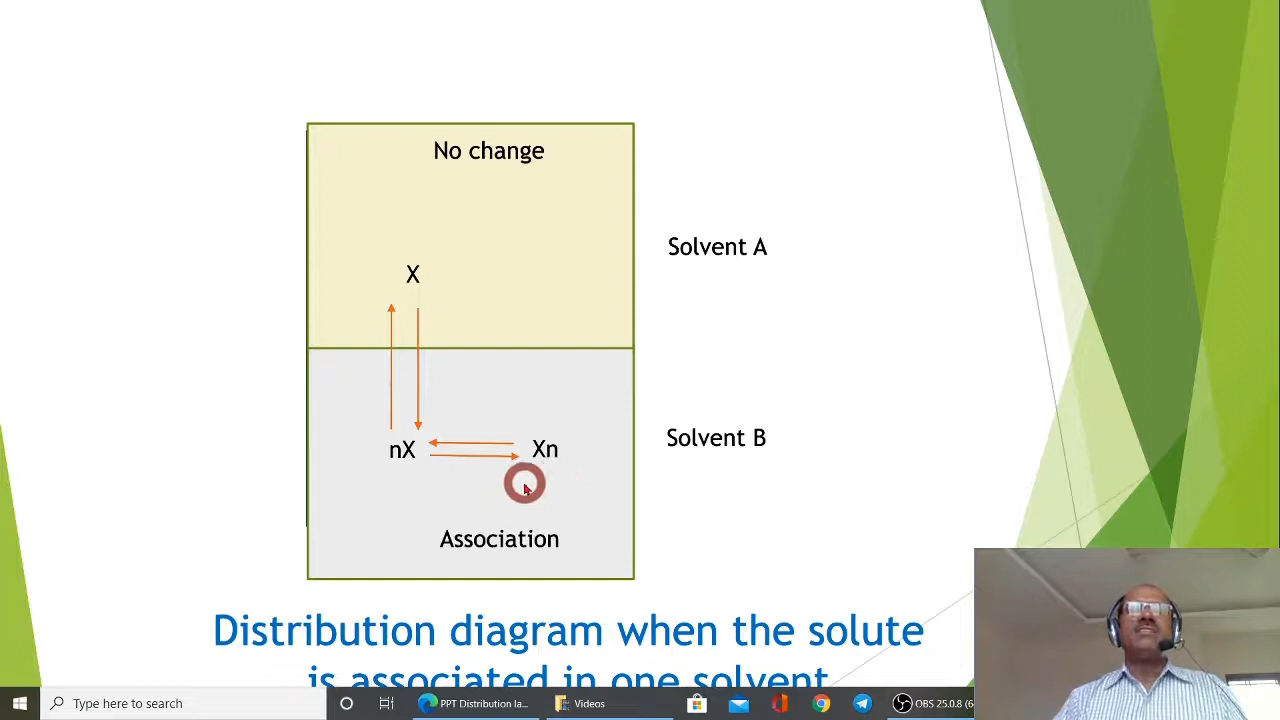 No change
Solvent A
X
Solvent B
nX
Xn
Association
Distribution diagram when the solute
is associated in one solvent
Type here to search
PPT Distribution la...
Videos
OBS 25.0.8 (6